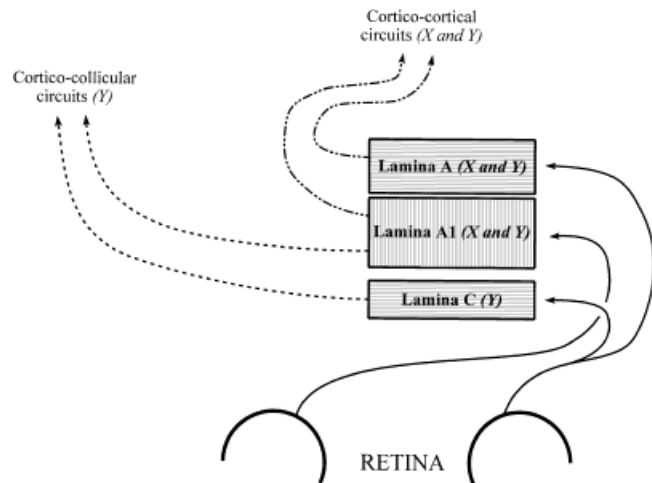 Cortico-cortical
circuits (X and Y)
Cortico-collicular
circuits (Y)
Lamina A (X and Y)
Lamina A1 (X and Y)
Lamina C (Y)
RETINA